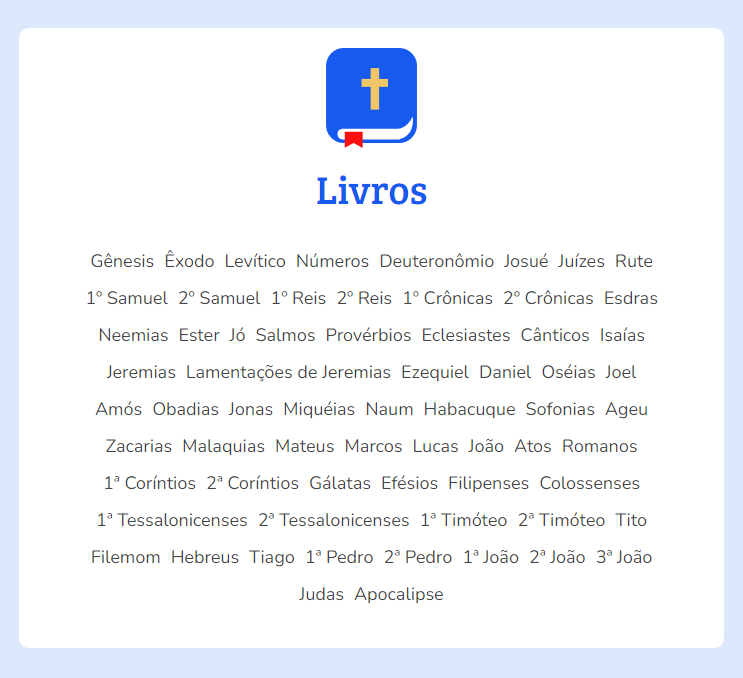 Livros
Gênesis Êxodo Levítico Números Deuteronômio Josué Juízes Rute
1º Samuel 2º Samuel 1º Reis 2º Reis 1º Crônicas 2º Crônicas Esdras
Neemias Ester Jó Salmos Provérbios Eclesiastes Cânticos Isaías
Jeremias Lamentações de Jeremias Ezequiel Daniel Oséias Joel
Amós Obadias Jonas Miquéias Naum Habacuque Sofonias Ageu
Zacarias Malaquias Mateus Marcos Lucas João Atos Romanos
1ª Coríntios 2ª Coríntios Gálatas Efésios Filipenses Colossenses
1ª Tessalonicenses 2ª Tessalonicenses 1ª Timóteo 2ª Timóteo Tito
Filemom Hebreus Tiago 1ª Pedro 2ª Pedro 1ª João 2ª João 3ª João
Judas Apocalipse